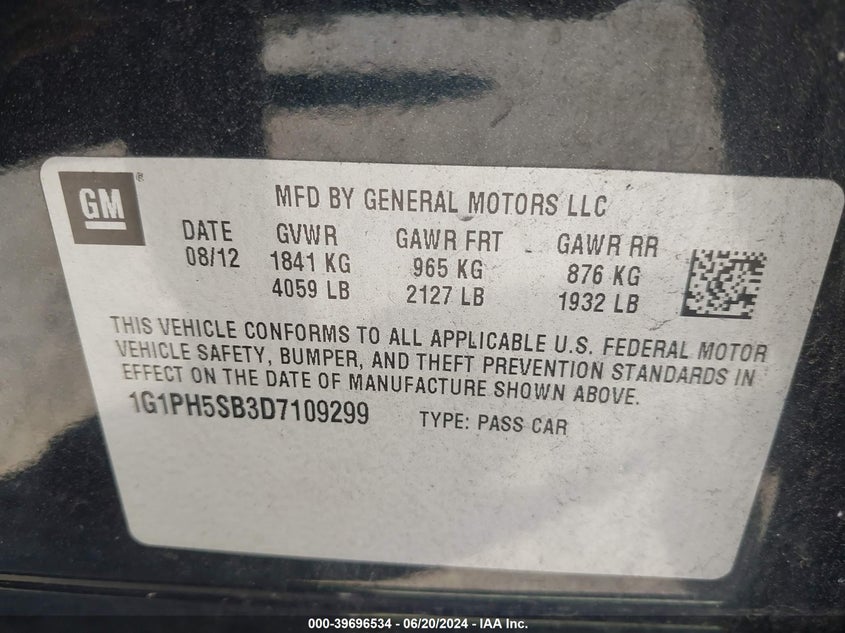 GM®
MFD BY GENERAL MOTORS LLC
DATE GVWR GAWR FRT GAWR RR
08/12 1841 KG 965 KG 876 KG
4059 LB 2127 LB 1932 LB
THIS VEHICLE CONFORMS TO ALL APPLICABLE U.S. FEDERAL MOTOR
VEHICLE SAFETY, BUMPER, AND THEFT PREVENTION STANDARDS IN
EFFECT ON THE DATE OF MANUFACTURE SHOWN ABOVE.
1G1PH5SB3D7109299 TYPE: PASS CAR
000-39696534 - 06/20/2024 - IAA Inc.